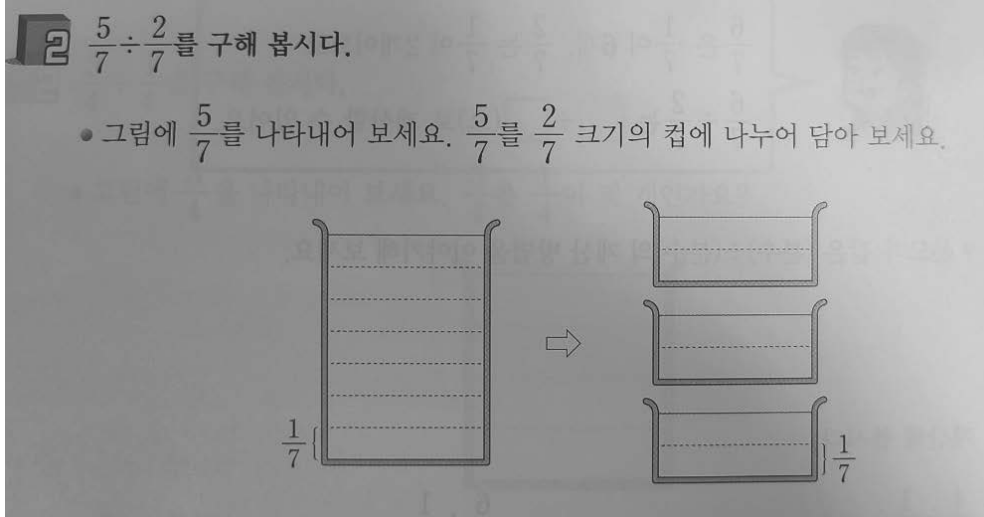 2 5/7÷2/7를 구해 봅시다.
• 그림에 5/7를 나타내어 보세요. 5/7를 2/7 크기의 컵에 나누어 담아 보세요.
1/7
1/7